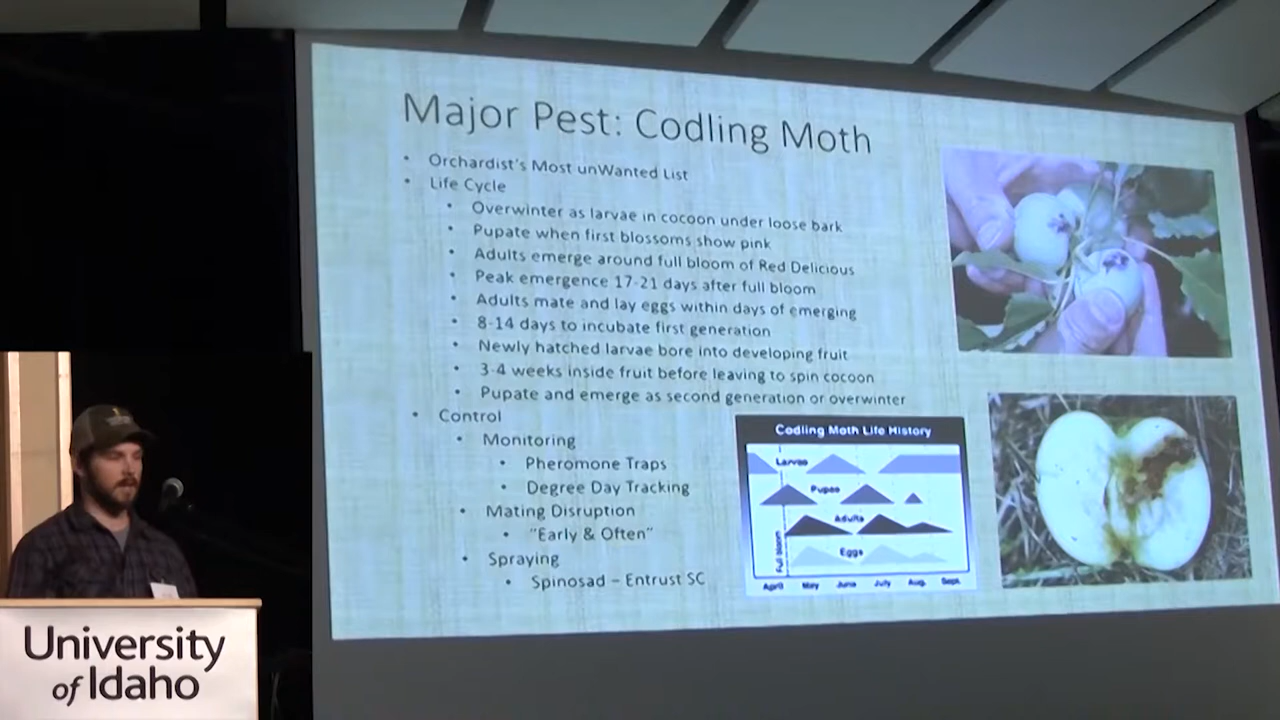 Major Pest: Codling Moth
• Orchardist's Most unWanted List
• Life Cycle
• Overwinter as larvae in cocoon under loose bark
• Pupate when first blossoms show pink
• Adults emerge around full bloom of Red Delicious
• Peak emergence 17-21 days after full bloom
• Adults mate and lay eggs within days of emerging
• 8-14 days to incubate first generation
• Newly hatched larvae bore into developing fruit
• 3-4 weeks inside fruit before leaving to spin cocoon
• Pupate and emerge as second generation or overwinter
• Control
• Monitoring
• Pheromone Traps
• Degree Day Tracking
• Mating Disruption
• "Early & Often"
• Spraying
• Spinosad – Entrust SC
Codling Moth Life History
Larvae
Pupae
Adults
Eggs
Full bloom
April May June July Aug. Sept.
University
of Idaho